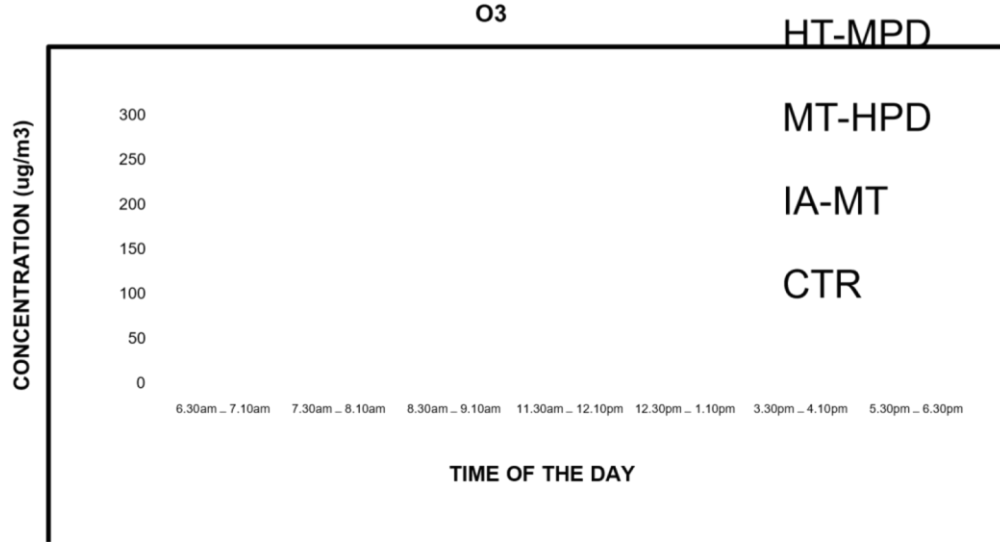 O3
HT-MPD
MT-HPD
IA-MT
CTR
CONCENTRATION (ug/m3)
300
250
200
150
100
50
0
6.30am _ 7.10am 7.30am _ 8.10am 8.30am _ 9.10am 11.30am _ 12.10pm 12.30pm _ 1.10pm 3.30pm _ 4.10pm 5.30pm _ 6.30pm
TIME OF THE DAY